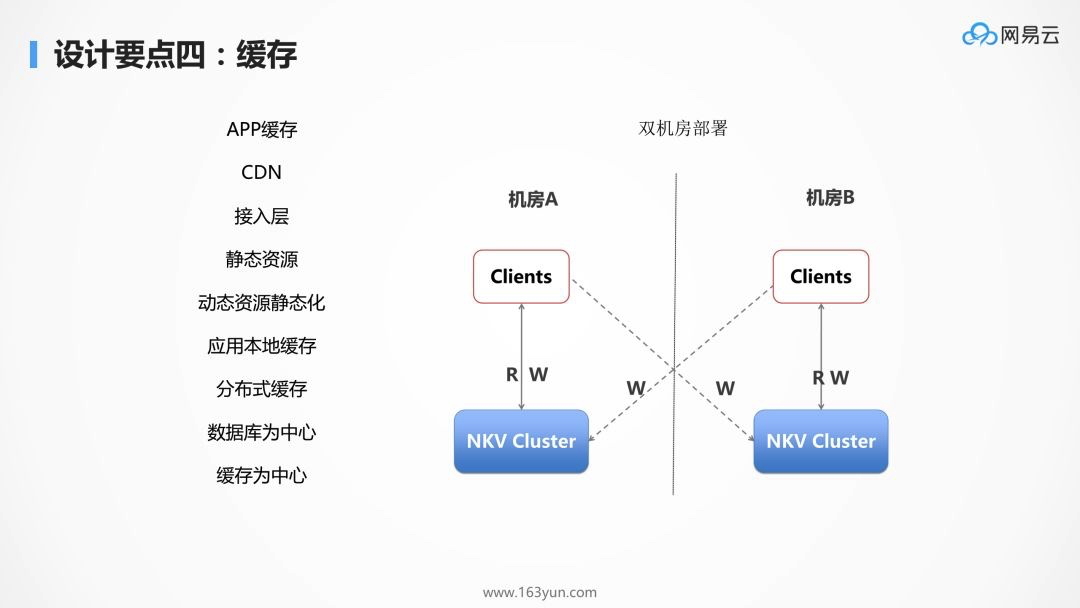 设计要点四：缓存
网易云
APP缓存
CDN
接入层
静态资源
动态资源静态化
应用本地缓存
分布式缓存
数据库为中心
缓存为中心
双机房部署
机房A
机房B
Clients
Clients
R W
W
W
R W
NKV Cluster
NKV Cluster
www.163yun.com